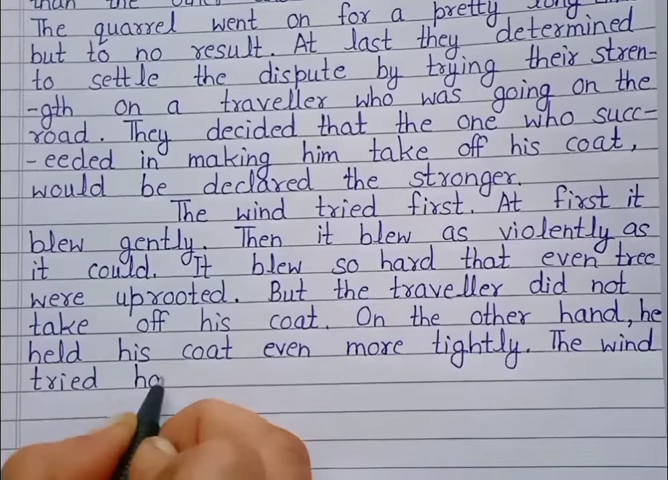 than the
The quarrel went on for a pretty long
but to no result. At last they determined
to settle the dispute by trying their stren-
-gth on a traveller who was going on the
road. They decided that the one who succ-
-eeded in making him take off his coat,
would be declared the stronger.
The wind tried first. At first it
blew gently. Then it blew as violently as
it could. It blew so hard that even tree
were uprooted. But the traveller did not
take off his coat. On the other hand, he
held his coat even more tightly. The wind
tried ha